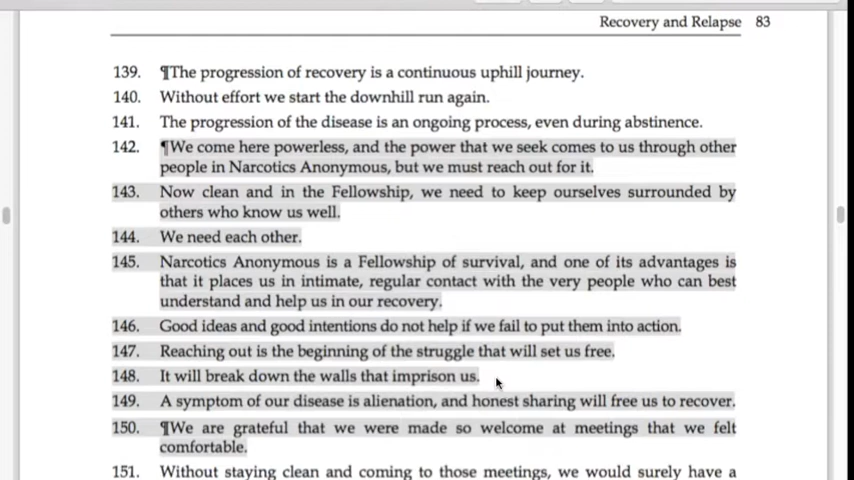 Recovery and Relapse 83
139. ¶The progression of recovery is a continuous uphill journey.
140. Without effort we start the downhill run again.
141. The progression of the disease is an ongoing process, even during abstinence.
142. ¶We come here powerless, and the power that we seek comes to us through other
people in Narcotics Anonymous, but we must reach out for it.
143. Now clean and in the Fellowship, we need to keep ourselves surrounded by
others who know us well.
144. We need each other.
145. Narcotics Anonymous is a Fellowship of survival, and one of its advantages is
that it places us in intimate, regular contact with the very people who can best
understand and help us in our recovery.
146. Good ideas and good intentions do not help if we fail to put them into action.
147. Reaching out is the beginning of the struggle that will set us free.
148. It will break down the walls that imprison us.
149. A symptom of our disease is alienation, and honest sharing will free us to recover.
150. ¶We are grateful that we were made so welcome at meetings that we felt
comfortable.
151. Without staying clean and coming to those meetings, we would surely have a